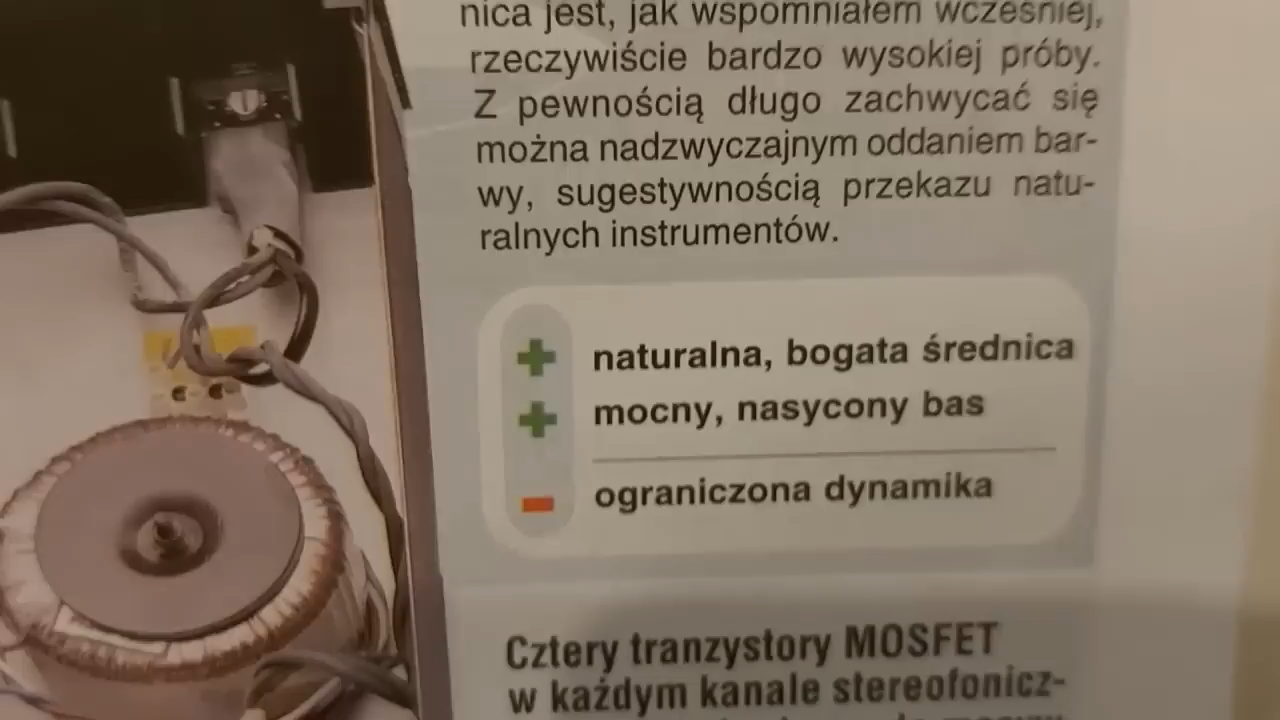 nica jest, jak wspomniałem wcześniej,
rzeczywiście bardzo wysokiej próby.
Z pewnością długo zachwycać się
można nadzwyczajnym oddaniem bar-
wy, sugestywnością przekazu natu-
ralnych instrumentów.
+ naturalna, bogata średnica
+ mocny, nasycony bas
- ograniczona dynamika
Cztery tranzystory MOSFET
w każdym kanale stereofonicz-